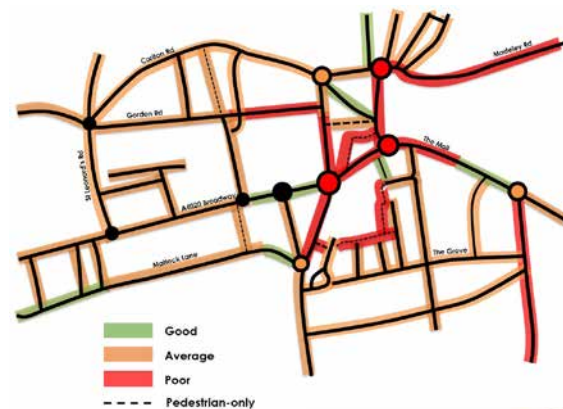 Carlton Rd
Madeley Rd
Gordon Rd
The Mall
St Leonard's Rd
A4020 Broadway
Mattock Lane
The Grove
Good
Average
Poor
Pedestrian-only